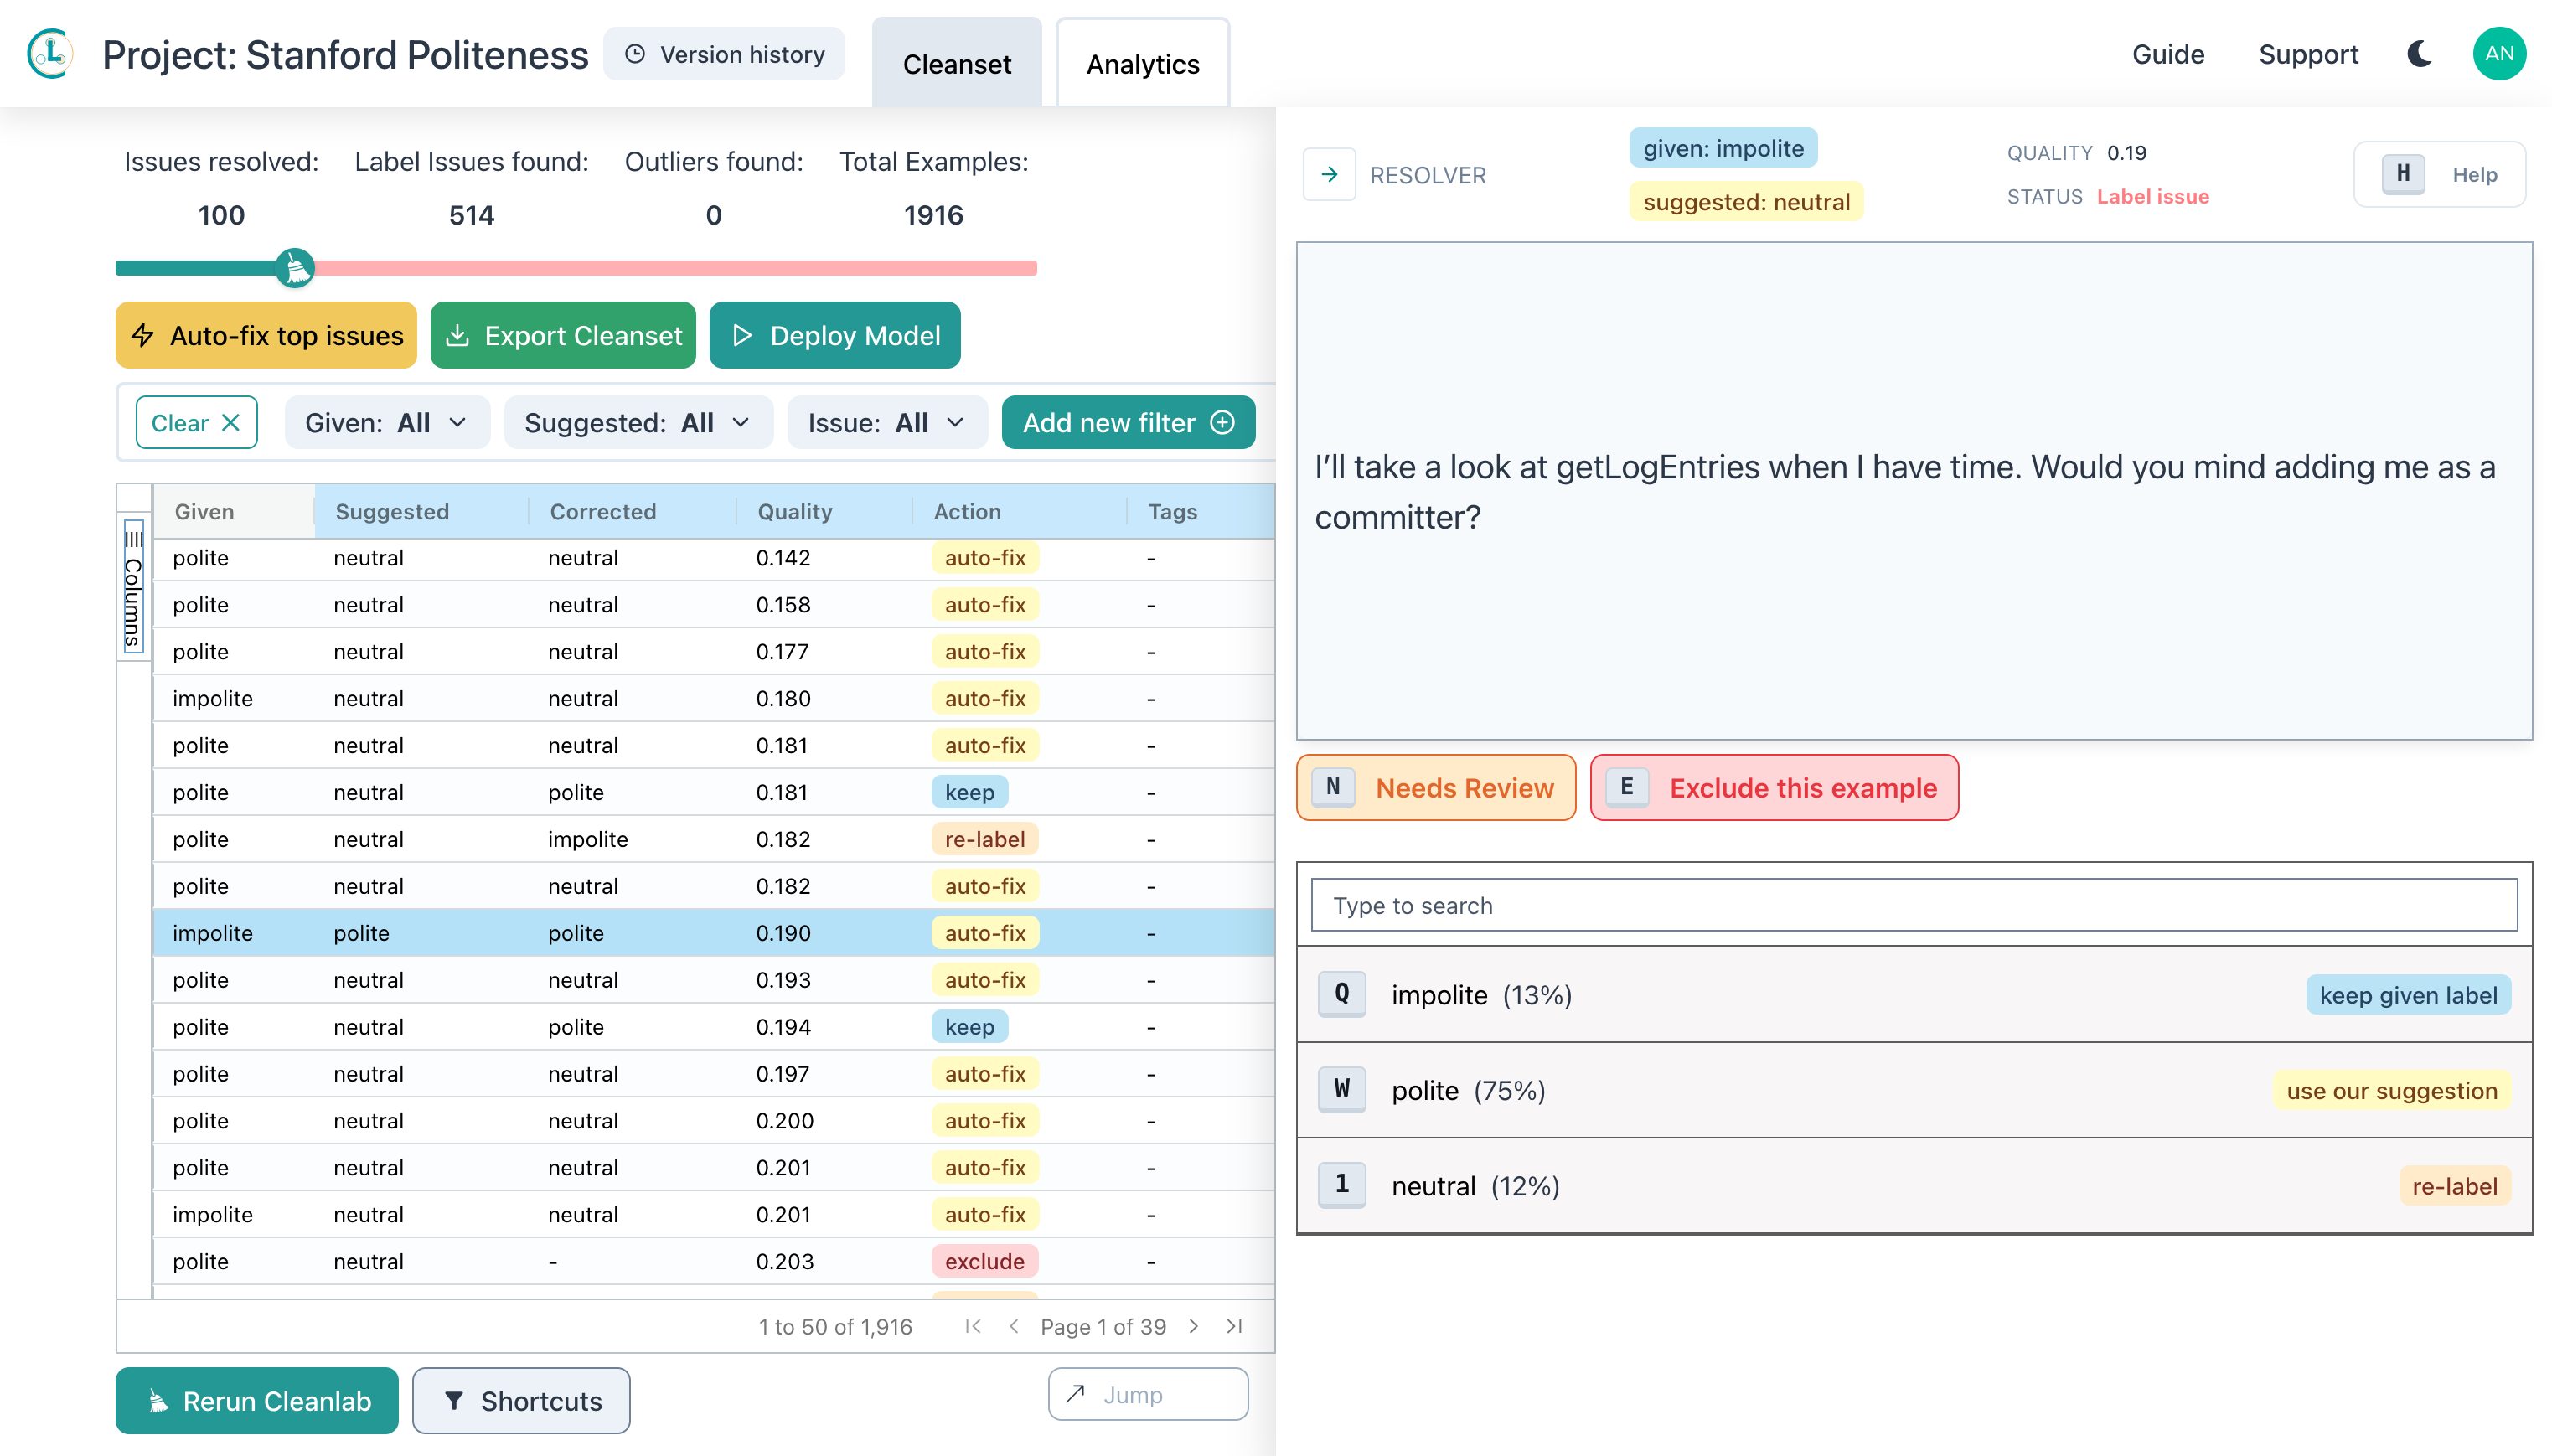 Project: Stanford Politeness
Version history
Cleanset
Analytics
Guide
Support
AN
Issues resolved: Label Issues found: Outliers found: Total Examples:
100 514 0 1916
Auto-fix top issues
Export Cleanset
Deploy Model
Clear
Given: All
Suggested: All
Issue: All
Add new filter
Columns
Given Suggested Corrected Quality Action Tags
polite neutral neutral 0.142 auto-fix -
polite neutral neutral 0.158 auto-fix -
polite neutral neutral 0.177 auto-fix -
impolite neutral neutral 0.180 auto-fix -
polite neutral neutral 0.181 auto-fix -
polite neutral polite 0.181 keep -
polite neutral impolite 0.182 re-label -
polite neutral neutral 0.182 auto-fix -
impolite polite polite 0.190 auto-fix -
polite neutral neutral 0.193 auto-fix -
polite neutral polite 0.194 keep -
polite neutral neutral 0.197 auto-fix -
polite neutral neutral 0.200 auto-fix -
polite neutral neutral 0.201 auto-fix -
impolite neutral neutral 0.201 auto-fix -
polite neutral - 0.203 exclude -
1 to 50 of 1,916 Page 1 of 39
Rerun Cleanlab
Shortcuts
Jump
RESOLVER
given: impolite
suggested: neutral
QUALITY 0.19
STATUS Label issue
H Help
I'll take a look at getLogEntries when I have time. Would you mind adding me as a
committer?
N Needs Review
E Exclude this example
Type to search
Q impolite (13%) keep given label
W polite (75%) use our suggestion
1 neutral (12%) re-label